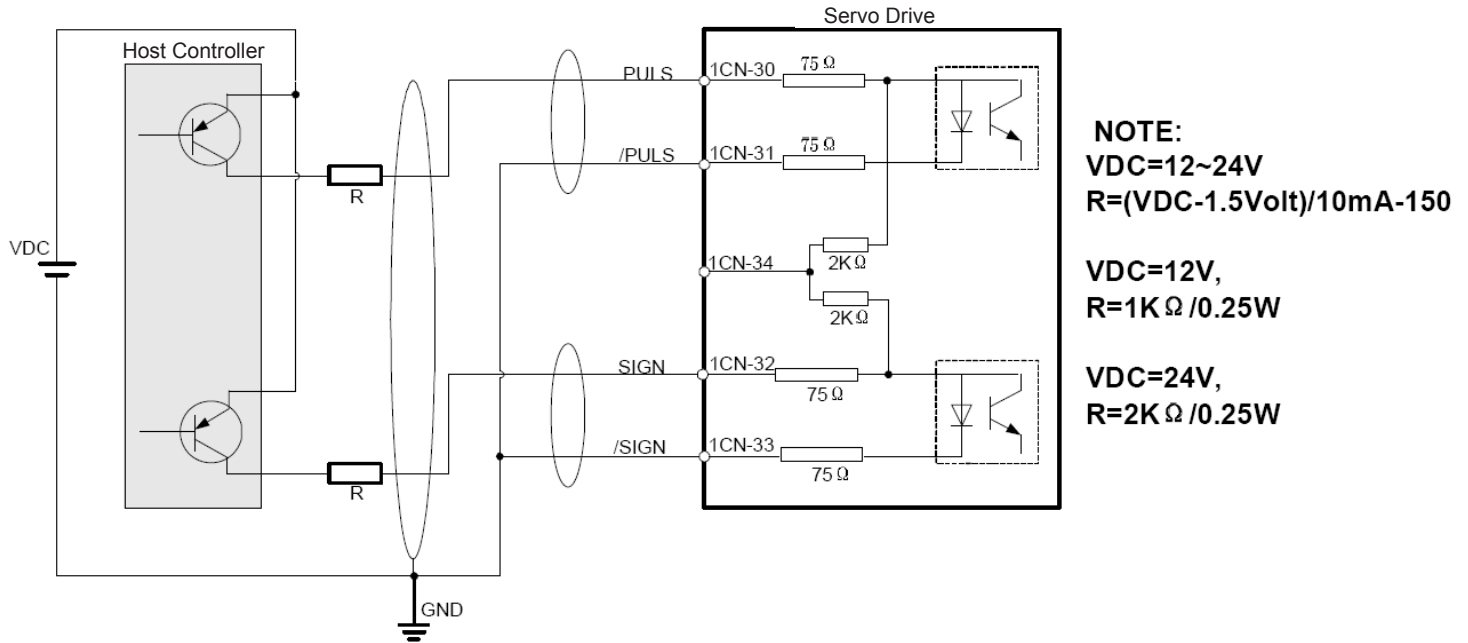 Servo Drive
Host Controller
PULS
1CN-30
75Ω
/PULS
1CN-31
75Ω
R
NOTE:
VDC=12~24V
R=(VDC-1.5Volt)/10mA-150
VDC
1CN-34
2KΩ
2KΩ
VDC=12V,
R=1KΩ/0.25W
SIGN
1CN-32
75Ω
VDC=24V,
R=2KΩ/0.25W
/SIGN
1CN-33
75Ω
R
GND